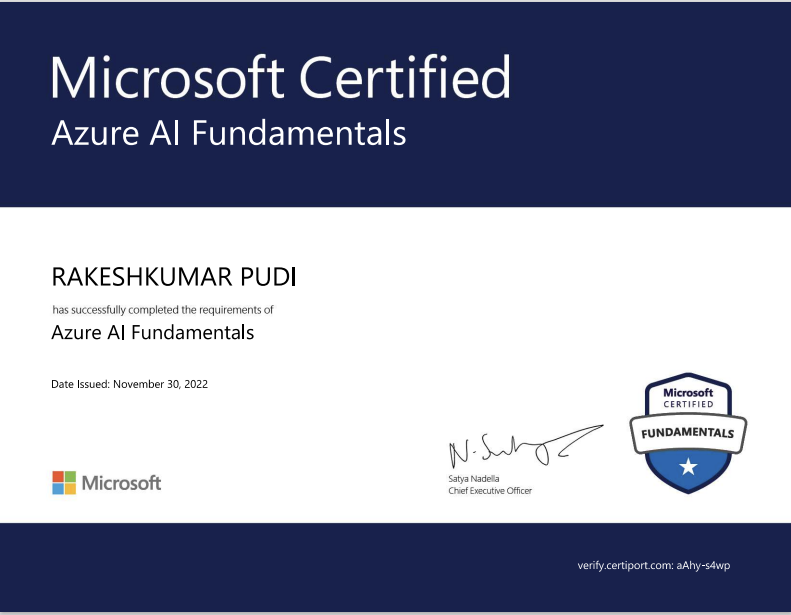 Microsoft Certified
Azure AI Fundamentals
RAKESHKUMAR PUDI
has successfully completed the requirements of
Azure AI Fundamentals
Date Issued: November 30, 2022
Microsoft
CERTIFIED
FUNDAMENTALS
N. Satya
Satya Nadella
Chief Executive Officer
Microsoft
verify.certiport.com: aAhy-s4wp